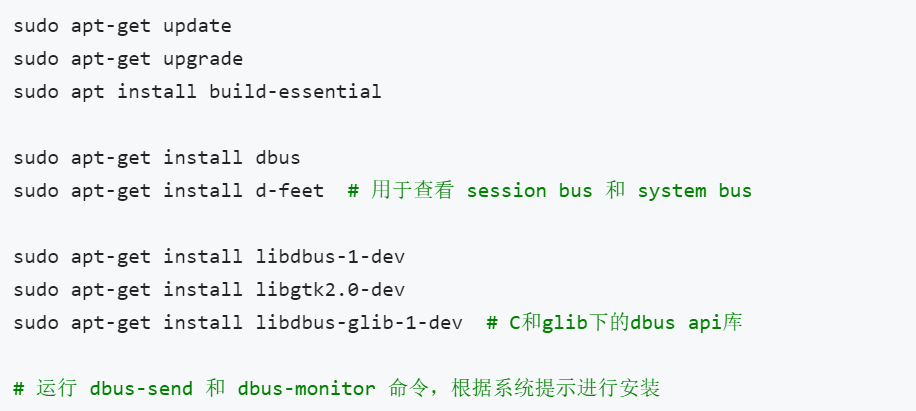 sudo apt-get update
sudo apt-get upgrade
sudo apt install build-essential
sudo apt-get install dbus
sudo apt-get install d-feet  # 用于查看 session bus 和 system bus
sudo apt-get install libdbus-1-dev
sudo apt-get install libgtk2.0-dev
sudo apt-get install libdbus-glib-1-dev  # C和glib下的dbus api库
# 运行 dbus-send 和 dbus-monitor 命令，根据系统提示进行安装